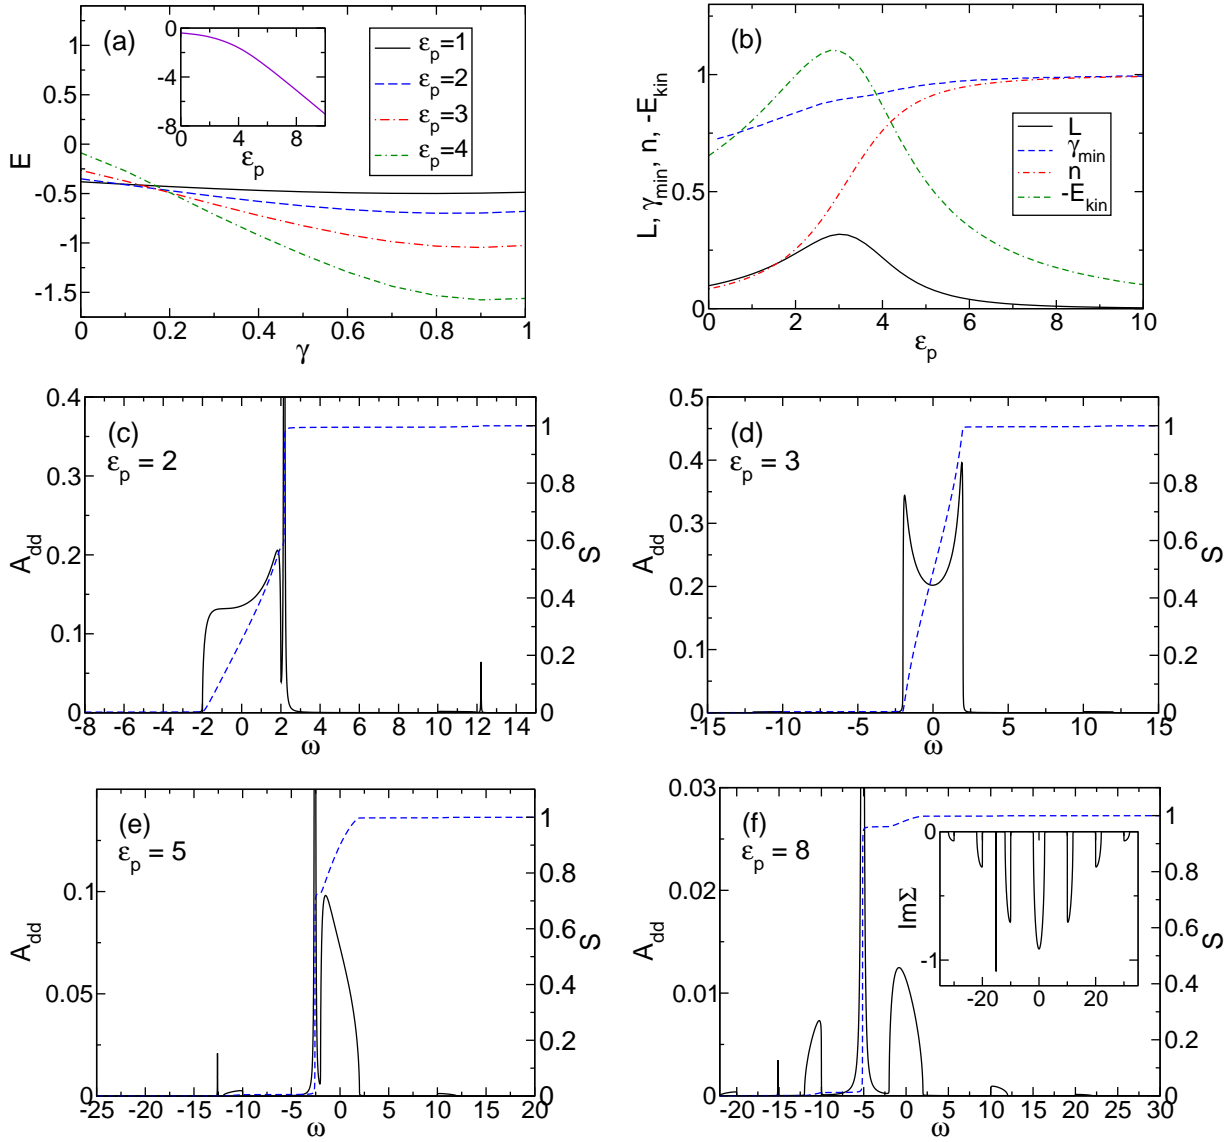 (a)
E
0
-4
-8
0 4 8
εp
εp=1
εp=2
εp=3
εp=4
1
0.5
0
-0.5
-1
-1.5
0 0.2 0.4 0.6 0.8 1
γ
(b)
L, γmin, n, -Ekin
1
0.5
0
L
γmin
n
-Ekin
0 2 4 6 8 10
εp
(c)
εp = 2
Add
0.4
0.3
0.2
0.1
0
S
1
0.8
0.6
0.4
0.2
0
-8 -6 -4 -2 0 2 4 6 8 10 12 14
ω
(d)
εp = 3
Add
0.5
0.4
0.3
0.2
0.1
0
S
1
0.8
0.6
0.4
0.2
0
-15 -10 -5 0 5 10 15
ω
(e)
εp = 5
Add
0.1
0.05
0
S
1
0.8
0.6
0.4
0.2
0
-25 -20 -15 -10 -5 0 5 10 15 20
ω
(f)
εp = 8
Add
0.03
0.02
0.01
0
S
1
0.8
0.6
0.4
0.2
0
ImΣ
0
-1
-20 0 20
-20 -15 -10 -5 0 5 10 15 20 25 30
ω